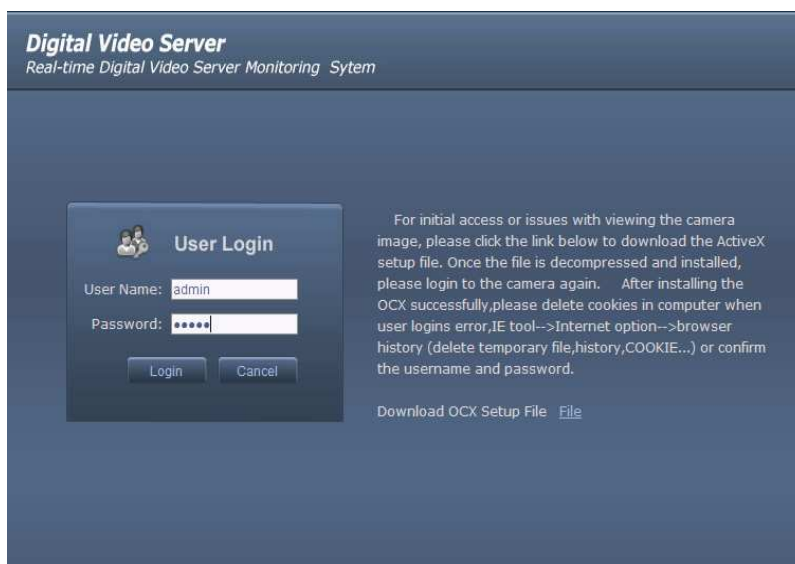 Digital Video Server
Real-time Digital Video Server Monitoring Sytem
User Login
User Name: admin
Password: •••••
Login Cancel
For initial access or issues with viewing the camera
image, please click the link below to download the ActiveX
setup file. Once the file is decompressed and installed,
please login to the camera again. After installing the
OCX successfully,please delete cookies in computer when
user logins error,IE tool-->Internet option-->browser
history (delete temporary file,history,COOKIE...) or confirm
the username and password.
Download OCX Setup File File